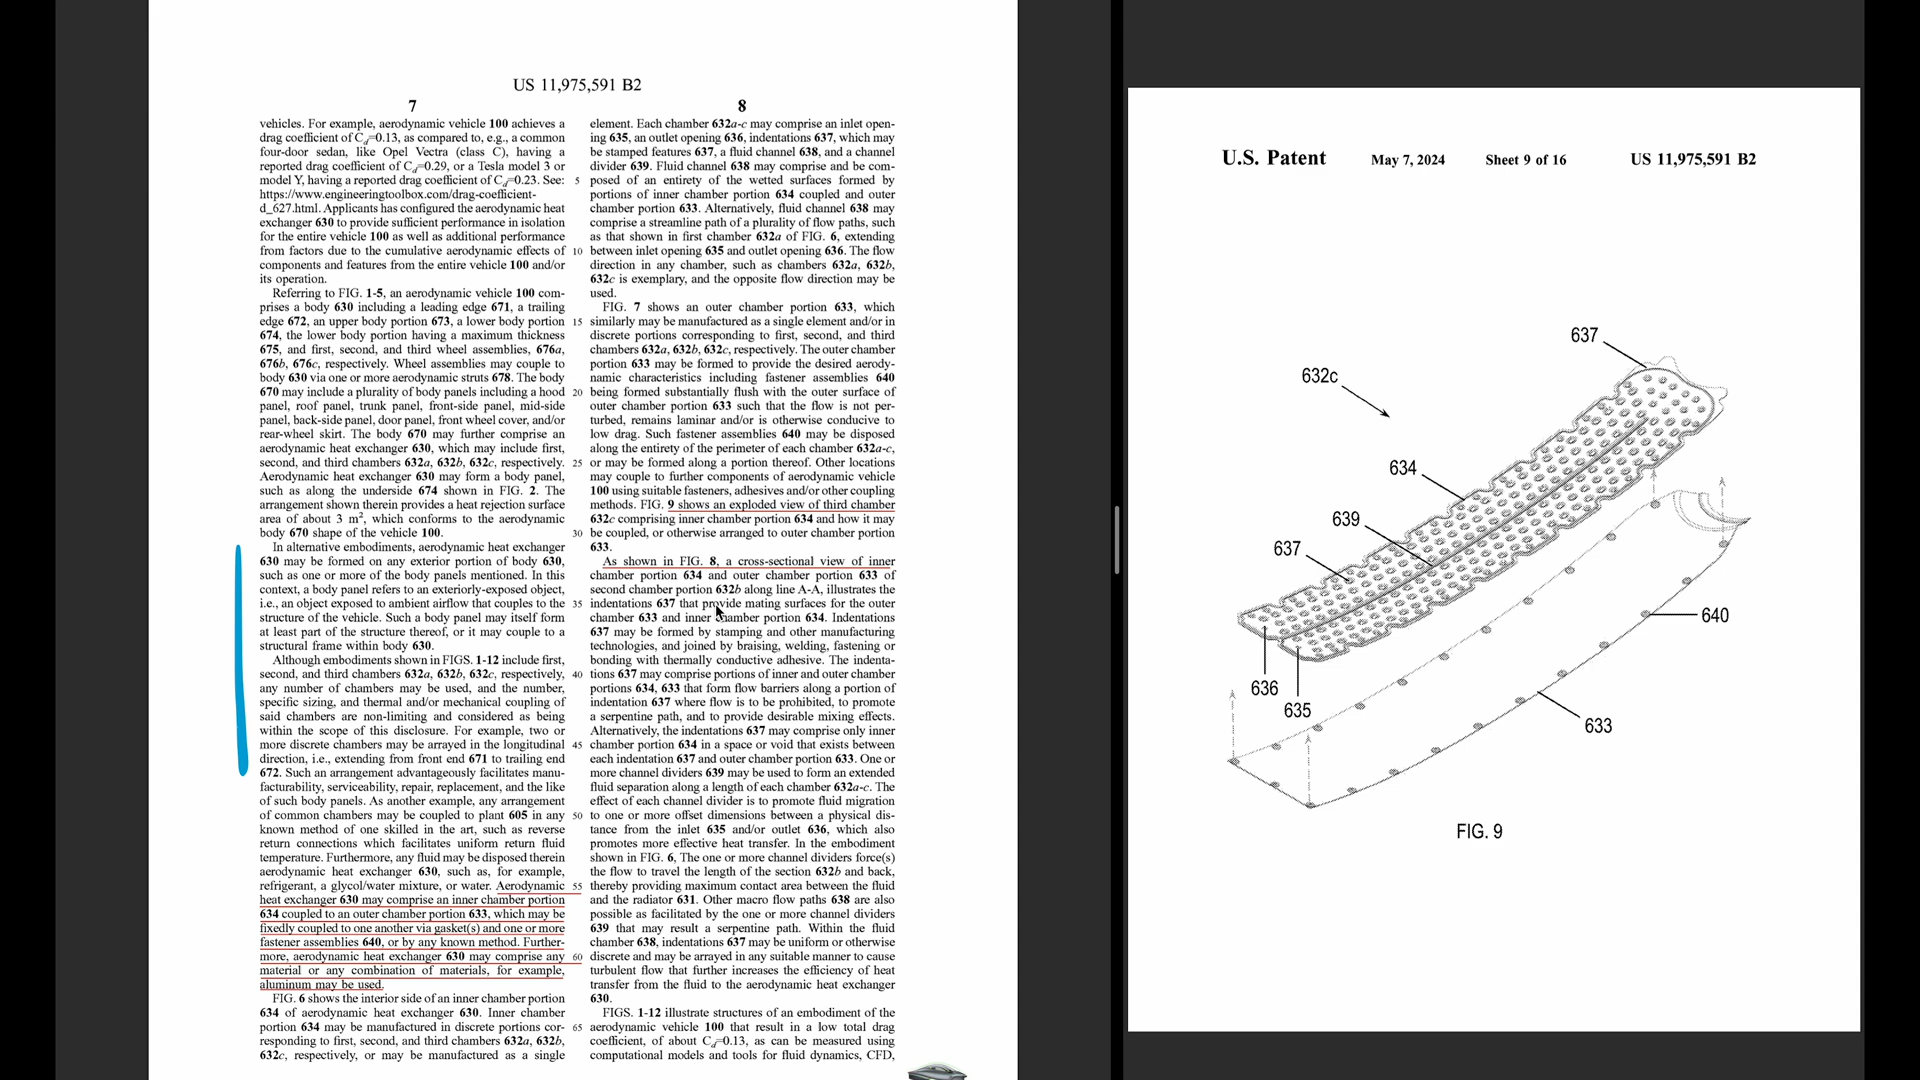 US 11,975,591 B2
7
vehicles. For example, aerodynamic vehicle 100 achieves a
drag coefficient of Cd=0.13, as compared to, e.g., a common
four-door sedan, like Opel Vectra (class C), having a
reported drag coefficient of Cd=0.29, or a Tesla model 3 or
model Y, having a reported drag coefficient of Cd=0.23. See:
https://www.engineeringtoolbox.com/drag-coefficient-
d_627.html. Applicants has configured the aerodynamic heat
exchanger 630 to provide sufficient performance in isolation
for the entire vehicle 100 as well as additional performance
from factors due to the cumulative aerodynamic effects of
components and features from the entire vehicle 100 and/or
its operation.
Referring to FIG. 1-5, an aerodynamic vehicle 100 com-
prises a body 630 including a leading edge 671, a trailing
edge 672, an upper body portion 673, a lower body portion
674, the lower body portion having a maximum thickness
675, and first, second, and third wheel assemblies, 676a,
676b, 676c, respectively. Wheel assemblies may couple to
body 630 via one or more aerodynamic struts 678. The body
670 may include a plurality of body panels including a hood
panel, roof panel, trunk panel, front-side panel, mid-side
panel, back-side panel, door panel, front wheel cover, and/or
rear-wheel skirt. The body 670 may further comprise an
aerodynamic heat exchanger 630, which may include first,
second, and third chambers 632a, 632b, 632c, respectively.
Aerodynamic heat exchanger 630 may form a body panel,
such as along the underside 674 shown in FIG. 2. The
arrangement shown therein provides a heat rejection surface
area of about 3 m², which conforms to the aerodynamic
body 670 shape of the vehicle 100.
In alternative embodiments, aerodynamic heat exchanger
630 may be formed on any exterior portion of body 630,
such as one or more of the body panels mentioned. In this
context, a body panel refers to an exteriorly-exposed object,
i.e., an object exposed to ambient airflow that couples to the
structure of the vehicle. Such a body panel may itself form
at least part of the structure thereof, or it may couple to a
structural frame within body 630.
Although embodiments shown in FIGS. 1-12 include first,
second, and third chambers 632a, 632b, 632c, respectively,
any number of chambers may be used, and the number,
specific sizing, and thermal and/or mechanical coupling of
said chambers are non-limiting and considered as being
within the scope of this disclosure. For example, two or
more discrete chambers may be arrayed in the longitudinal
direction, i.e., extending from front end 671 to trailing end
672. Such an arrangement advantageously facilitates manu-
facturability, serviceability, repair, replacement, and the like
of such body panels. As another example, any arrangement
of common chambers may be coupled to plant 605 in any
known method of one skilled in the art, such as reverse
return connections which facilitates uniform return fluid
temperature. Furthermore, any fluid may be disposed therein
aerodynamic heat exchanger 630, such as, for example,
refrigerant, a glycol/water mixture, or water. Aerodynamic
heat exchanger 630 may comprise an inner chamber portion
634 coupled to an outer chamber portion 633, which may be
fixedly coupled to one another via gasket(s) and one or more
fastener assemblies 640, or by any known method. Further-
more, aerodynamic heat exchanger 630 may comprise any
material or any combination of materials, for example,
aluminum may be used.
FIG. 6 shows the interior side of an inner chamber portion
634 of aerodynamic heat exchanger 630. Inner chamber
portion 634 may be manufactured in discrete portions cor-
responding to first, second, and third chambers 632a, 632b,
632c, respectively, or may be manufactured as a single
5
10
15
20
25
30
35
40
45
50
55
60
65
8
element. Each chamber 632a-c may comprise an inlet open-
ing 635, an outlet opening 636, indentations 637, which may
be stamped features 637, a fluid channel 638, and a channel
divider 639. Fluid channel 638 may comprise and be com-
posed of an entirety of the wetted surfaces formed by
portions of inner chamber portion 634 coupled and outer
chamber portion 633. Alternatively, fluid channel 638 may
comprise a streamline path of a plurality of flow paths, such
as that shown in first chamber 632a of FIG. 6, extending
between inlet opening 635 and outlet opening 636. The flow
direction in any chamber, such as chambers 632a, 632b,
632c is exemplary, and the opposite flow direction may be
used.
FIG. 7 shows an outer chamber portion 633, which
similarly may be manufactured as a single element and/or in
discrete portions corresponding to first, second, and third
chambers 632a, 632b, 632c, respectively. The outer chamber
portion 633 may be formed to provide the desired aerody-
namic characteristics including fastener assemblies 640
being formed substantially flush with the outer surface of
outer chamber portion 633 such that the flow is not per-
turbed, remains laminar and/or is otherwise conducive to
low drag. Such fastener assemblies 640 may be disposed
along the entirety of the perimeter of each chamber 632a-c,
or may be formed along a portion thereof. Other locations
may couple to further components of aerodynamic vehicle
100 using suitable fasteners, adhesives and/or other coupling
methods. FIG. 9 shows an exploded view of third chamber
632c comprising inner chamber portion 634 and how it may
be coupled, or otherwise arranged to outer chamber portion
633.
As shown in FIG. 8, a cross-sectional view of inner
chamber portion 634 and outer chamber portion 633 of
second chamber portion 632b along line A-A, illustrates the
indentations 637 that provide mating surfaces for the outer
chamber 633 and inner chamber portion 634. Indentations
637 may be formed by stamping and other manufacturing
technologies, and joined by braising, welding, fastening or
bonding with thermally conductive adhesive. The indenta-
tions 637 may comprise portions of inner and outer chamber
portions 634, 633 that form flow barriers along a portion of
indentation 637 where flow is to be prohibited, to promote
a serpentine path, and to provide desirable mixing effects.
Alternatively, the indentations 637 may comprise only inner
chamber portion 634 in a space or void that exists between
each indentation 637 and outer chamber portion 633. One or
more channel dividers 639 may be used to form an extended
fluid separation along a length of each chamber 632a-c. The
effect of each channel divider is to promote fluid migration
to one or more offset dimensions between a physical dis-
tance from the inlet 635 and/or outlet 636, which also
promotes more effective heat transfer. In the embodiment
shown in FIG. 6, The one or more channel dividers force(s)
the flow to travel the length of the section 632b and back,
thereby providing maximum contact area between the fluid
and the radiator 631. Other macro flow paths 638 are also
possible as facilitated by the one or more channel dividers
639 that may result a serpentine path. Within the fluid
chamber 638, indentations 637 may be uniform or otherwise
discrete and may be arrayed in any suitable manner to cause
turbulent flow that further increases the efficiency of heat
transfer from the fluid to the aerodynamic heat exchanger
630.
FIGS. 1-12 illustrate structures of an embodiment of the
aerodynamic vehicle 100 that result in a low total drag
coefficient, of about Cd=0.13, as can be measured using
computational models and tools for fluid dynamics, CFD,
U.S. Patent May 7, 2024 Sheet 9 of 16 US 11,975,591 B2
637
632c
634
639
637
640
636
635
633
FIG. 9